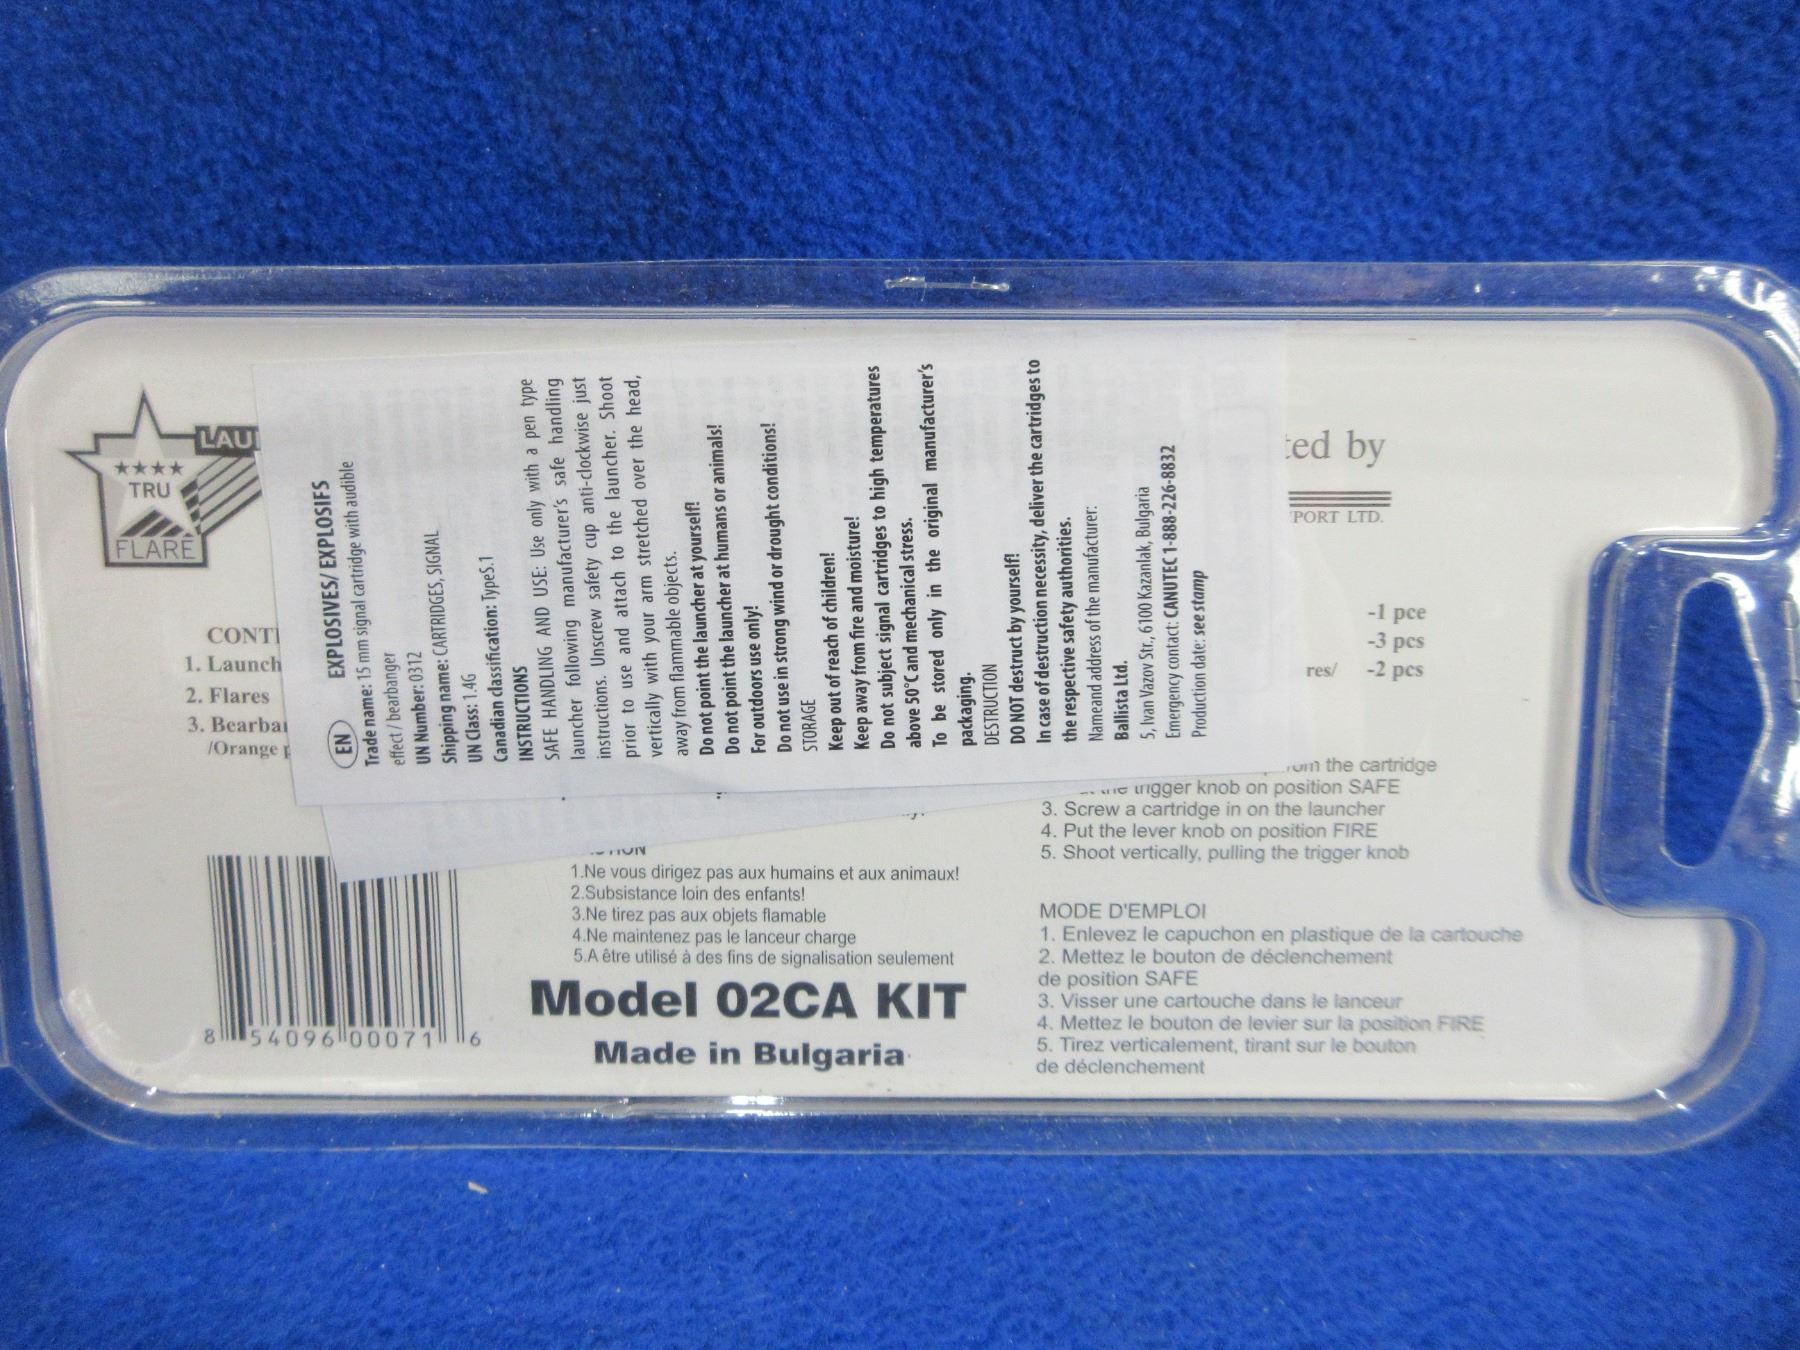 LAU
★★★★
TRU
FLARE
CONT
1. Launch
2. Flares
3. Bearba
/Orange p
EN EXPLOSIVES/ EXPLOSIFS
Trade name: 15 mm signal cartridge with audible
effect / bearbanger
UN Number: 0312
Shipping name: CARTRIDGES, SIGNAL
UN Class: 1.4G
Canadian classification: TypeS.1
INSTRUCTIONS
SAFE HANDLING AND USE: Use only with a pen type
launcher following manufacturer's safe handling
instructions. Unscrew safety cup anti-clockwise just
prior to use and attach to the launcher. Shoot
vertically with your arm stretched over the head,
away from flammable objects.
Do not point the launcher at yourself!
Do not point the launcher at humans or animals!
For outdoors use only!
Do not use in strong wind or drought conditions!
STORAGE
Keep out of reach of children!
Keep away from fire and moisture!
Do not subject signal cartridges to high temperatures
above 50°C and mechanical stress.
To be stored only in the original manufacturer's
packaging.
DESTRUCTION
DO NOT destruct by yourself!
In case of destruction necessity, deliver the cartridges to
the respective safety authorities.
Nameand address of the manufacturer:
Ballista Ltd.
5, Ivan Vazov Str., 6100 Kazanlak, Bulgaria
Emergency contact: CANUTEC 1-888-226-8832
Production date: see stamp
ted by
PORT LTD.
-1 pce
-3 pcs
res/ -2 pcs
om the cartridge
the trigger knob on position SAFE
3. Screw a cartridge in on the launcher
4. Put the lever knob on position FIRE
5. Shoot vertically, pulling the trigger knob
1.Ne vous dirigez pas aux humains et aux animaux!
2.Subsistance loin des enfants!
3.Ne tirez pas aux objets flamable
4.Ne maintenez pas le lanceur charge
5.A être utilisé à des fins de signalisation seulement
MODE D'EMPLOI
1. Enlevez le capuchon en plastique de la cartouche
2. Mettez le bouton de déclenchement
de position SAFE
3. Visser une cartouche dans le lanceur
4. Mettez le bouton de levier sur la position FIRE
5. Tirez verticalement, tirant sur le bouton
de déclenchement
8 54096 00071 6
Model 02CA KIT
Made in Bulgaria